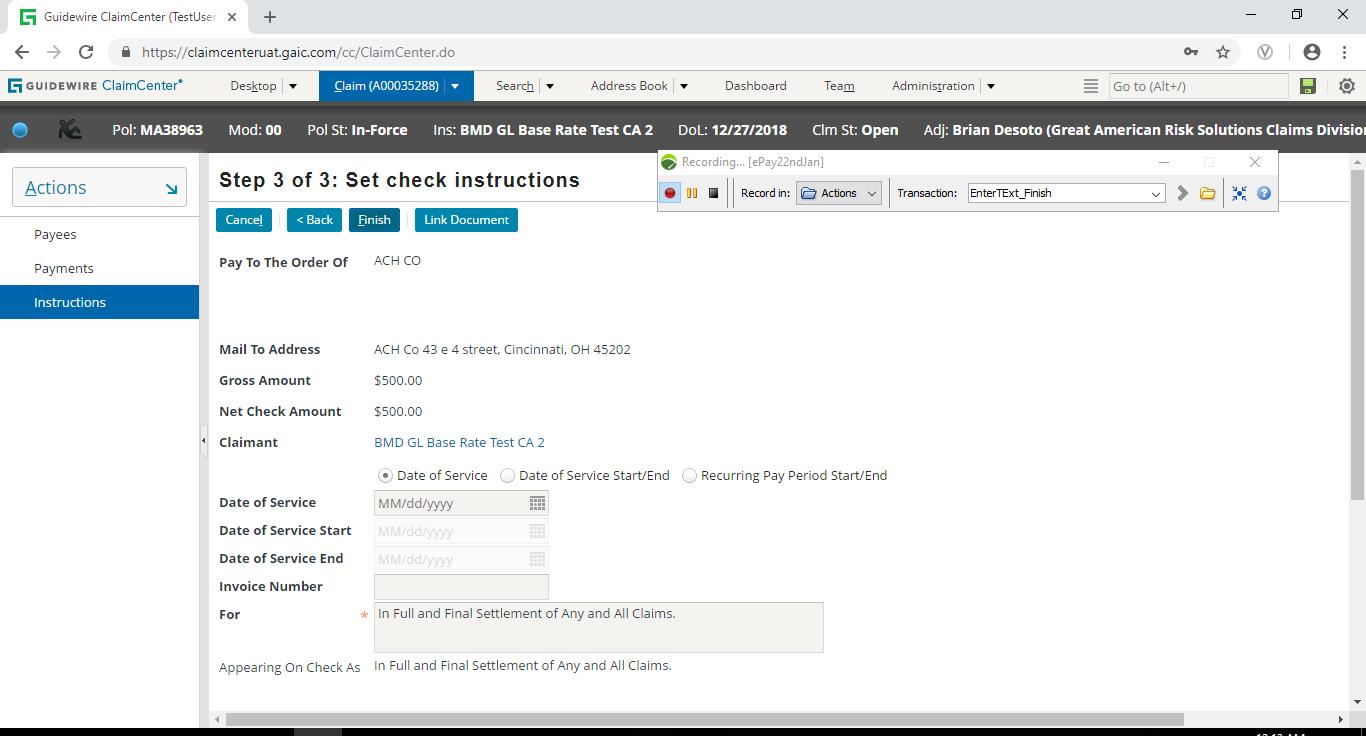 Guidewire ClaimCenter (TestUser
https://claimcenteruat.gaic.com/cc/ClaimCenter.do
GUIDEWIRE ClaimCenter® Desktop Claim (A00035288) Search Address Book Dashboard Team Administration Go to (Alt+/)
Pol: MA38963 Mod: 00 Pol St: In-Force Ins: BMD GL Base Rate Test CA 2 DoL: 12/27/2018 Clm St: Open Adj: Brian Desoto (Great American Risk Solutions Claims Divisio
Recording... [ePay22ndJan]
Record in: Actions Transaction: EnterTExt_Finish
Actions
Payees
Payments
Instructions
Step 3 of 3: Set check instructions
Cancel < Back Finish Link Document
Pay To The Order Of ACH CO
Mail To Address ACH Co 43 e 4 street, Cincinnati, OH 45202
Gross Amount $500.00
Net Check Amount $500.00
Claimant BMD GL Base Rate Test CA 2
Date of Service Date of Service Start/End Recurring Pay Period Start/End
Date of Service MM/dd/yyyy
Date of Service Start MM/dd/yyyy
Date of Service End MM/dd/yyyy
Invoice Number
For * In Full and Final Settlement of Any and All Claims.
Appearing On Check As In Full and Final Settlement of Any and All Claims.